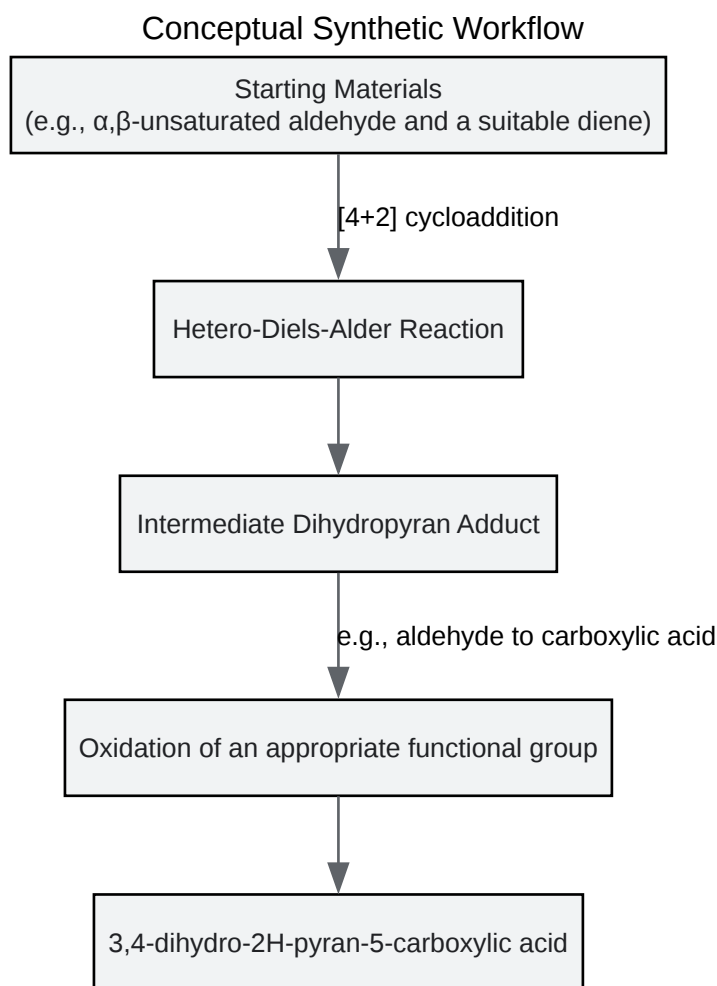 Conceptual Synthetic Workflow
Starting Materials
(e.g., α,β-unsaturated aldehyde and a suitable diene)
[4+2] cycloaddition
Hetero-Diels-Alder Reaction
Intermediate Dihydropyran Adduct
e.g., aldehyde to carboxylic acid
Oxidation of an appropriate functional group
3,4-dihydro-2H-pyran-5-carboxylic acid